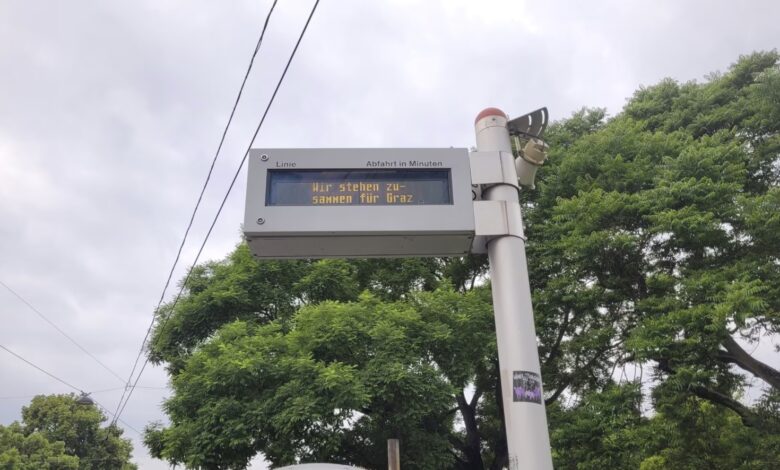 Linie Abfahrt in Minuten
Wir stehen zu-
sammen für Graz